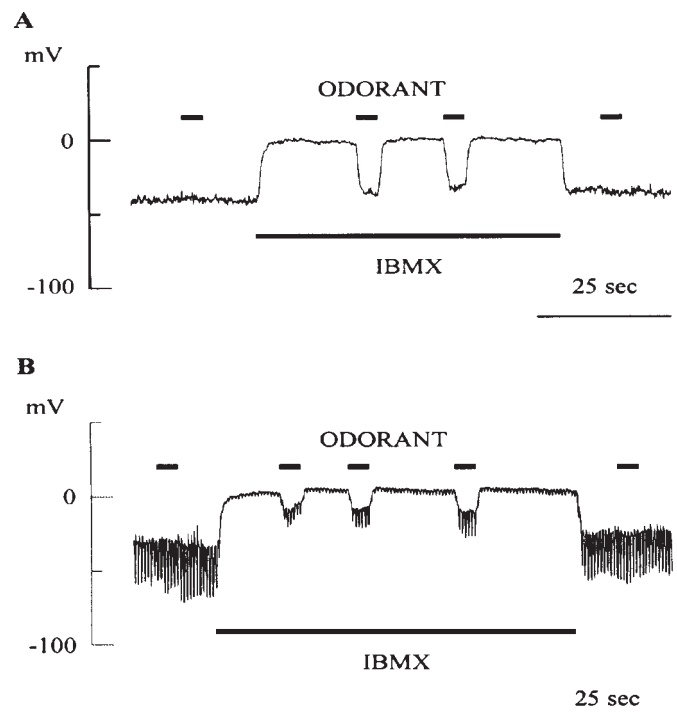 A
mV
ODORANT
0
IBMX
-100
25 sec
B
mV
ODORANT
0
-100
IBMX
25 sec